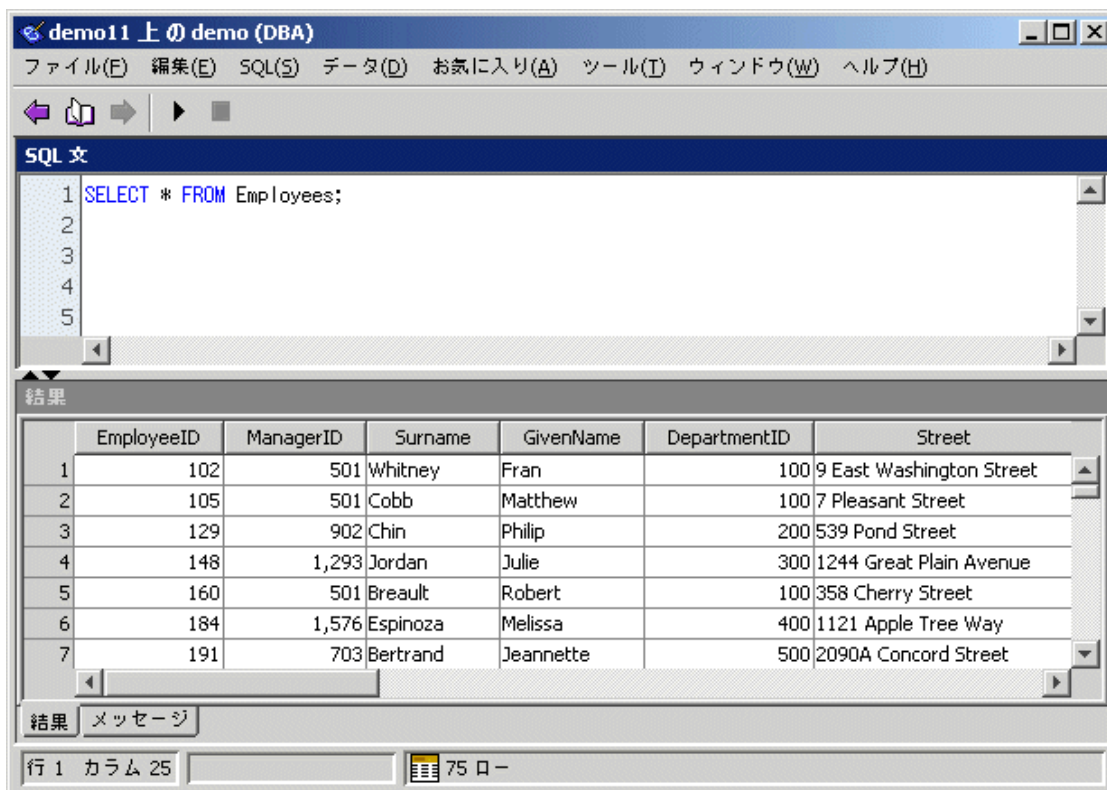 demo11 上 の demo (DBA)
ファイル(F) 編集(E) SQL(S) データ(D) お気に入り(A) ツール(T) ウィンドウ(W) ヘルプ(H)
SQL 文
1 SELECT * FROM Employees;
2
3
4
5
結果
EmployeeID ManagerID Surname GivenName DepartmentID Street
1 102 501 Whitney Fran 100 9 East Washington Street
2 105 501 Cobb Matthew 100 7 Pleasant Street
3 129 902 Chin Philip 200 539 Pond Street
4 148 1,293 Jordan Julie 300 1244 Great Plain Avenue
5 160 501 Breault Robert 100 358 Cherry Street
6 184 1,576 Espinoza Melissa 400 1121 Apple Tree Way
7 191 703 Bertrand Jeannette 500 2090A Concord Street
結果 メッセージ
行 1 カラム 25 75 ロー